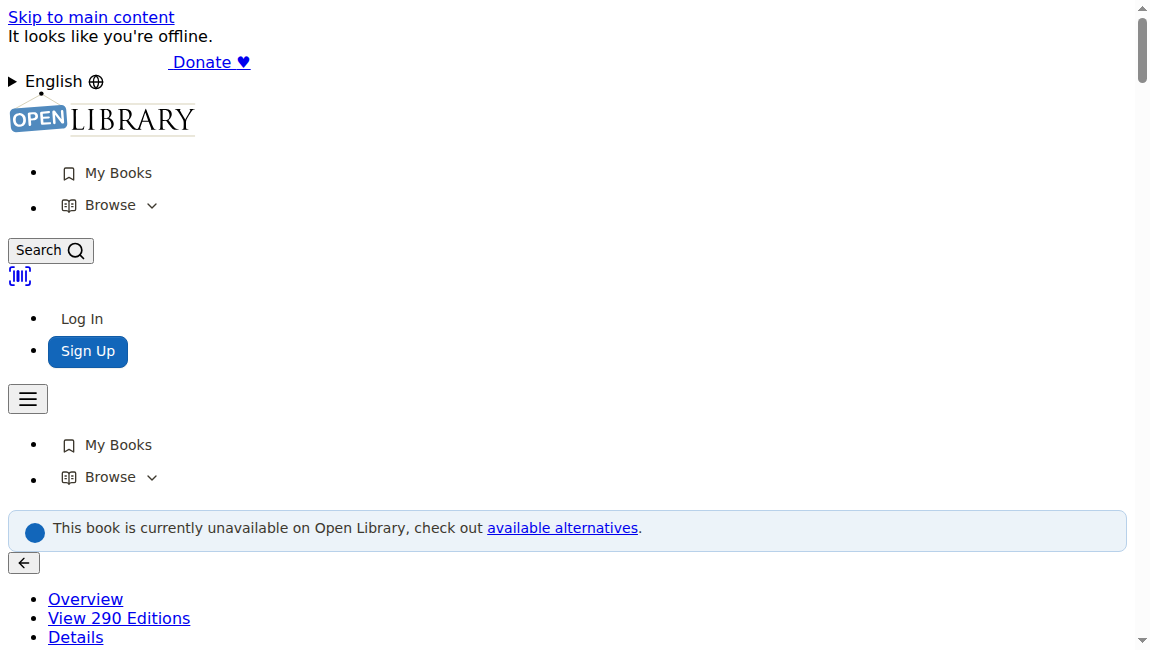 Skip to main content
It looks like you're offline.
Donate ♥
English
OPEN LIBRARY
My Books
Browse
Search
Log In
Sign Up
My Books
Browse
This book is currently unavailable on Open Library, check out available alternatives.
Overview
View 290 Editions
Details